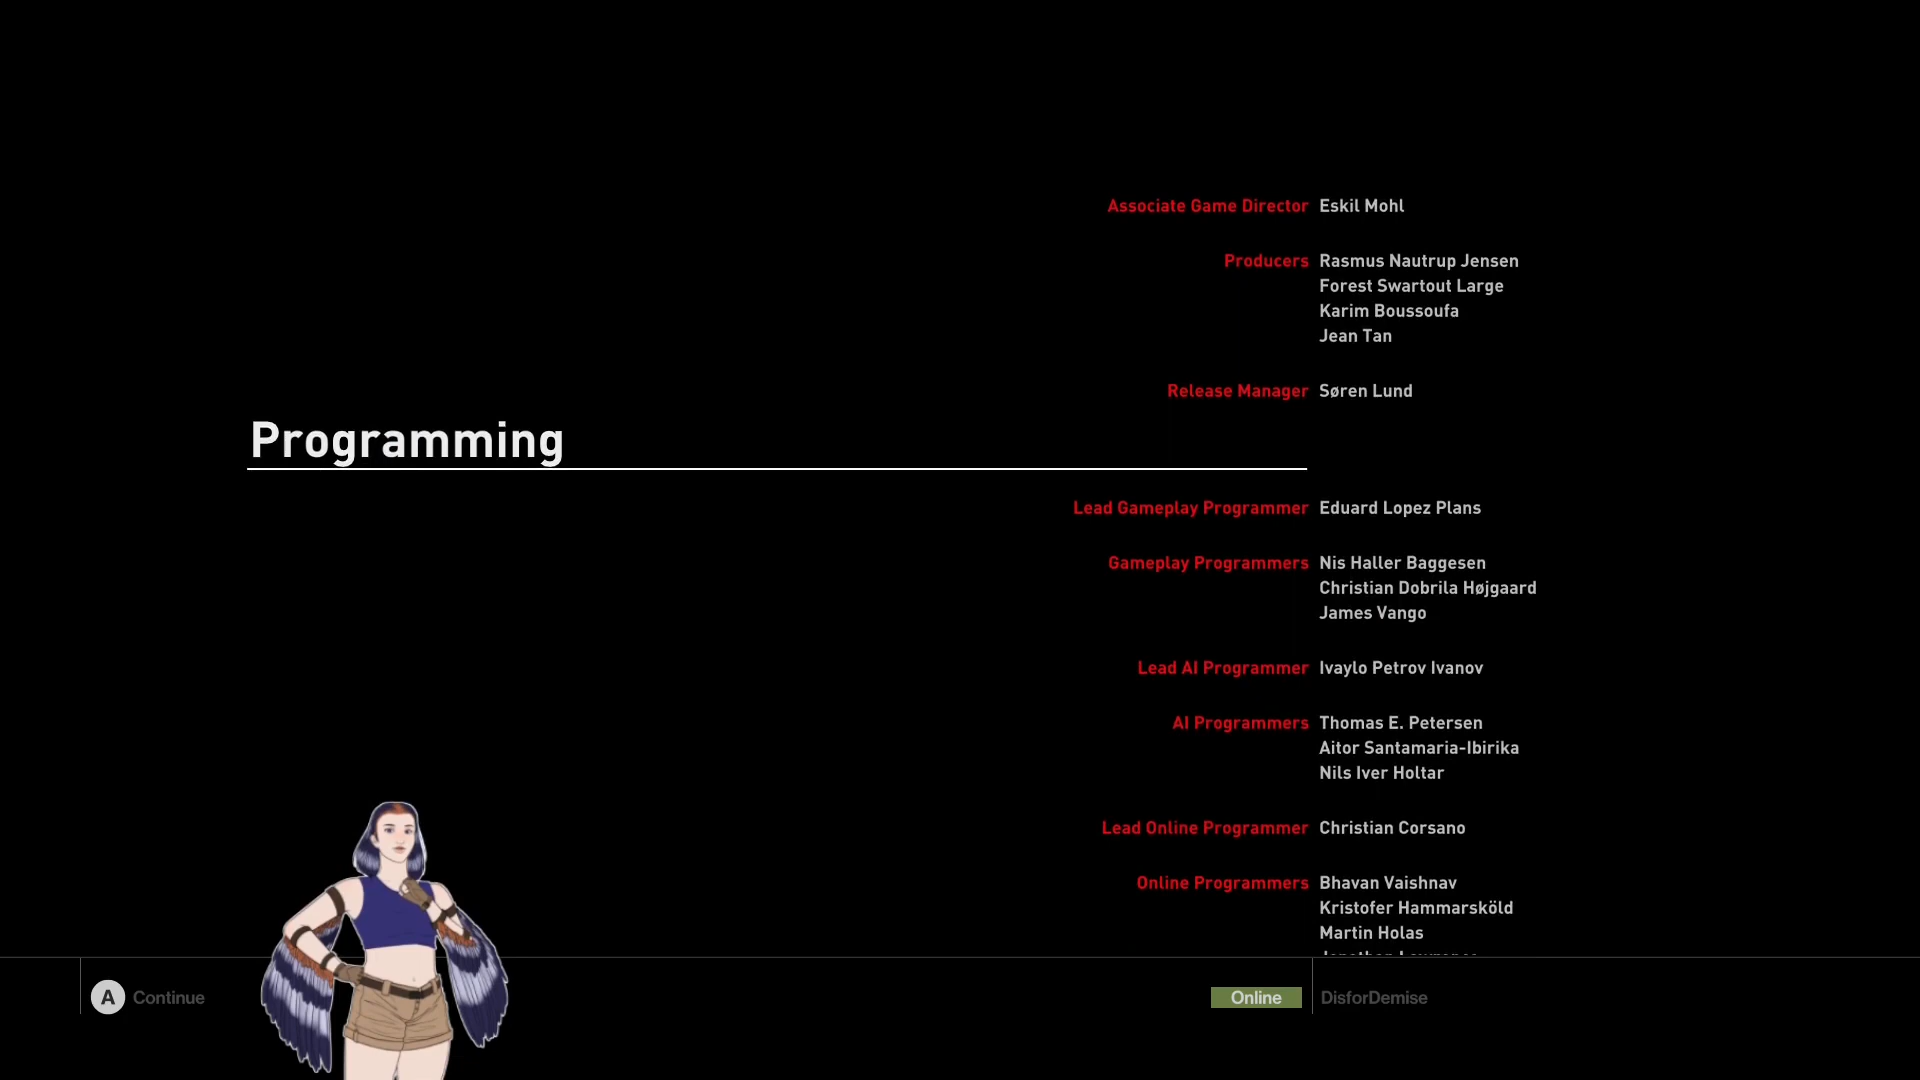 Associate Game Director Eskil Mohl
Producers Rasmus Nautrup Jensen
Forest Swartout Large
Karim Boussoufa
Jean Tan
Release Manager Søren Lund
Programming
Lead Gameplay Programmer Eduard Lopez Plans
Gameplay Programmers Nis Haller Baggesen
Christian Dobrila Højgaard
James Vango
Lead AI Programmer Ivaylo Petrov Ivanov
AI Programmers Thomas E. Petersen
Aitor Santamaria-Ibirika
Nils Iver Holtar
Lead Online Programmer Christian Corsano
Online Programmers Bhavan Vaishnav
Kristofer Hammarsköld
Martin Holas
A Continue
Online DisforDemise